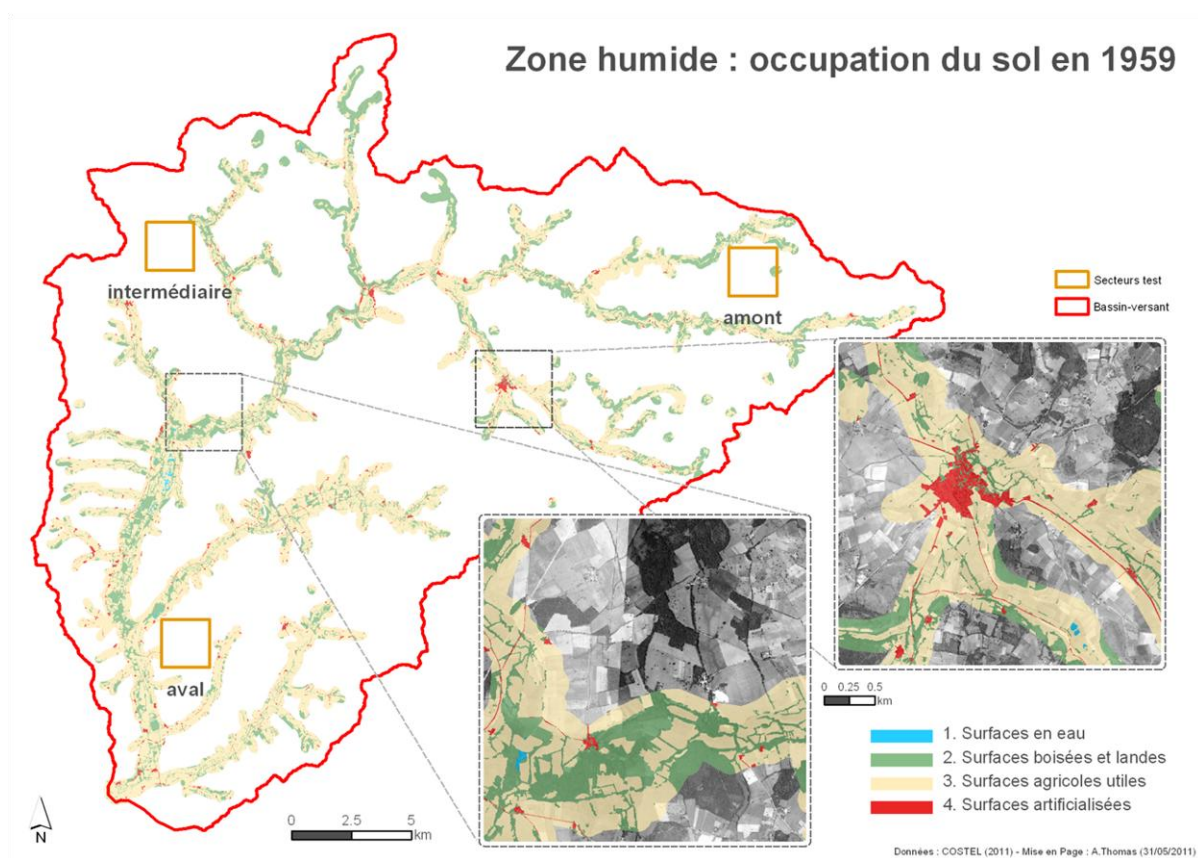 Zone humide : occupation du sol en 1959
intermédiaire
amont
Secteurs test
Bassin-versant
aval
0 0.25 0.5
km
1. Surfaces en eau
2. Surfaces boisées et landes
3. Surfaces agricoles utiles
4. Surfaces artificialisées
N
0 2.5 5
km
Données : COSTEL (2011) - Mise en Page : A.Thomas (31/05/2011)